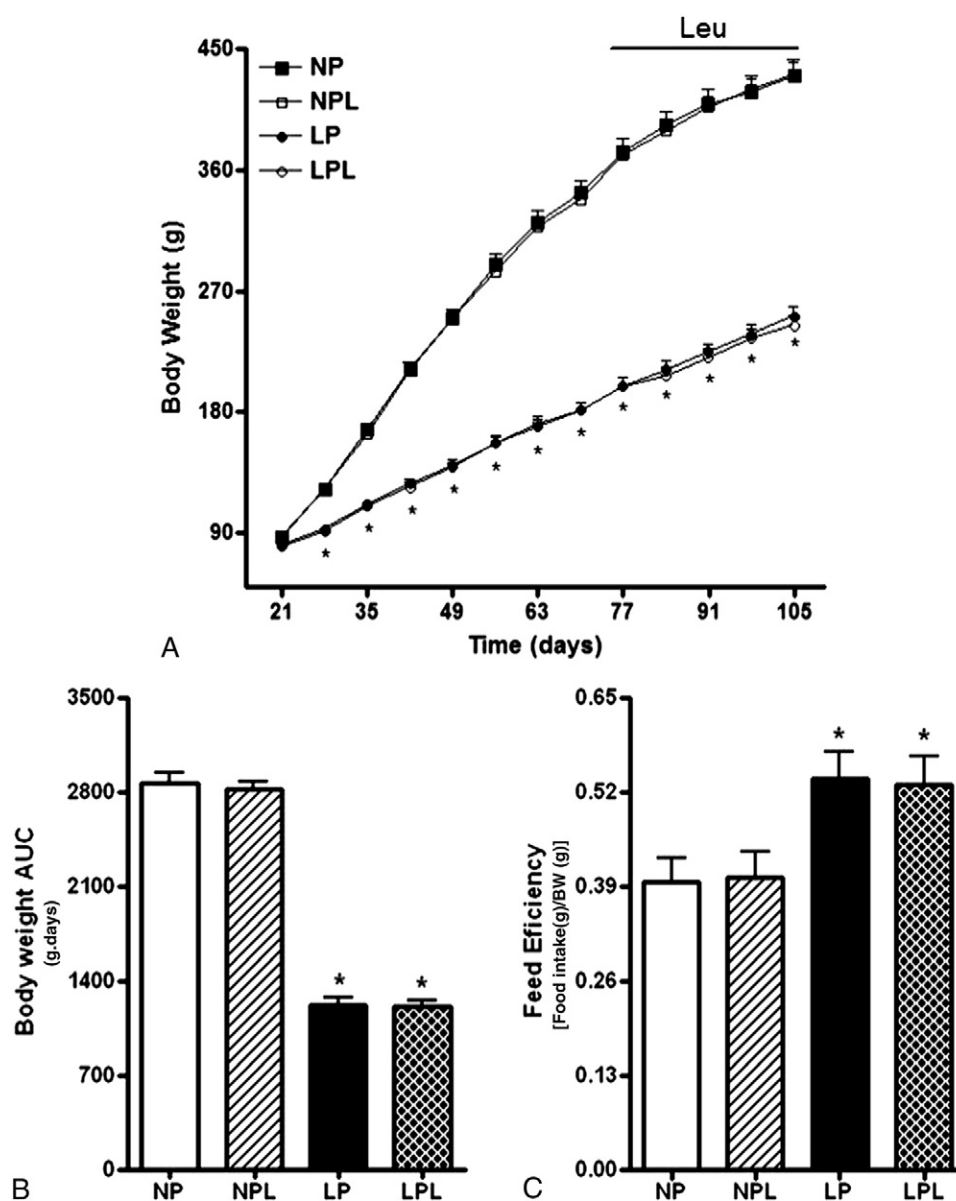 Leu
450
NP
NPL
LP
LPL
360
270
180
90
Body Weight (g)
* * * * * * * * * * * *
21 35 49 63 77 91 105
Time (days)
A
3500
2800
2100
1400
700
0
Body weight AUC
(g.days)
* *
NP NPL LP LPL
B
0.65
0.52
0.39
0.26
0.13
0.00
Feed Eficiency
[Food intake(g)/BW (g)]
* *
NP NPL LP LPL
C